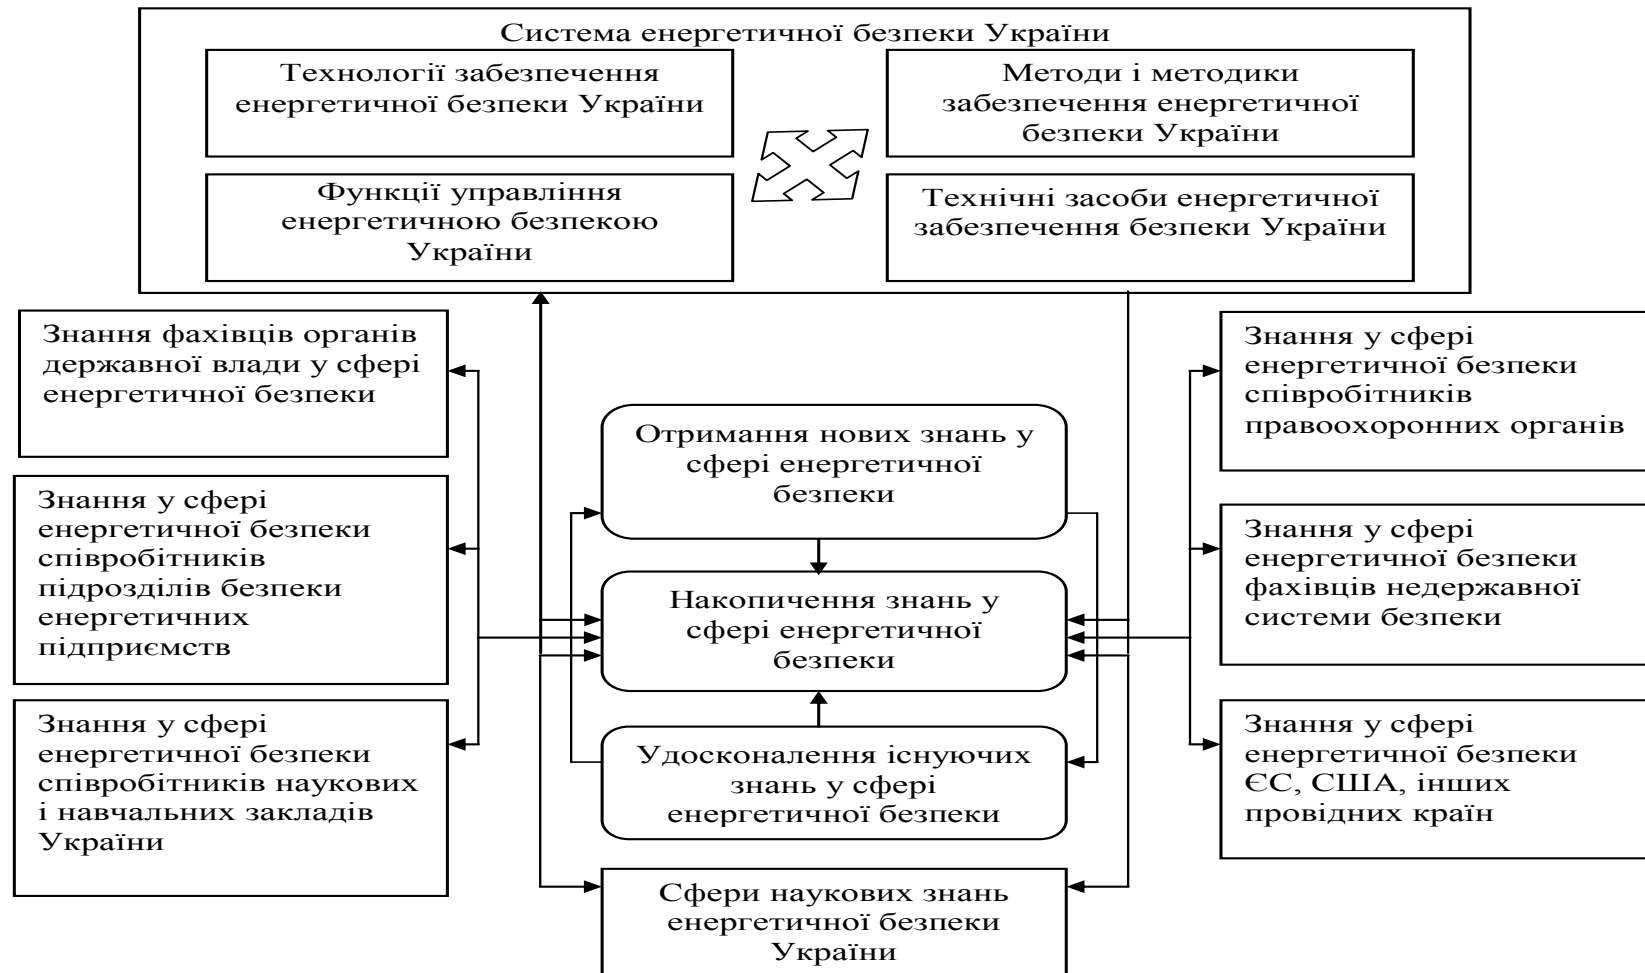 Система енергетичної безпеки України
Технології забезпечення
енергетичної безпеки України
Методи і методики
забезпечення енергетичної
безпеки України
Функції управління
енергетичною безпекою
України
Технічні засоби енергетичної
забезпечення безпеки України
Знання фахівців органів
державної влади у сфері
енергетичної безпеки
Знання у сфері
енергетичної безпеки
співробітників
підрозділів безпеки
енергетичних
підприємств
Знання у сфері
енергетичної безпеки
співробітників наукових
і навчальних закладів
України
Отримання нових знань у
сфері енергетичної
безпеки
Накопичення знань у
сфері енергетичної
безпеки
Удосконалення існуючих
знань у сфері
енергетичної безпеки
Сфери наукових знань
енергетичної безпеки
України
Знання у сфері
енергетичної безпеки
співробітників
правоохоронних органів
Знання у сфері
енергетичної безпеки
фахівців недержавної
системи безпеки
Знання у сфері
енергетичної безпеки
ЄС, США, інших
провідних країн